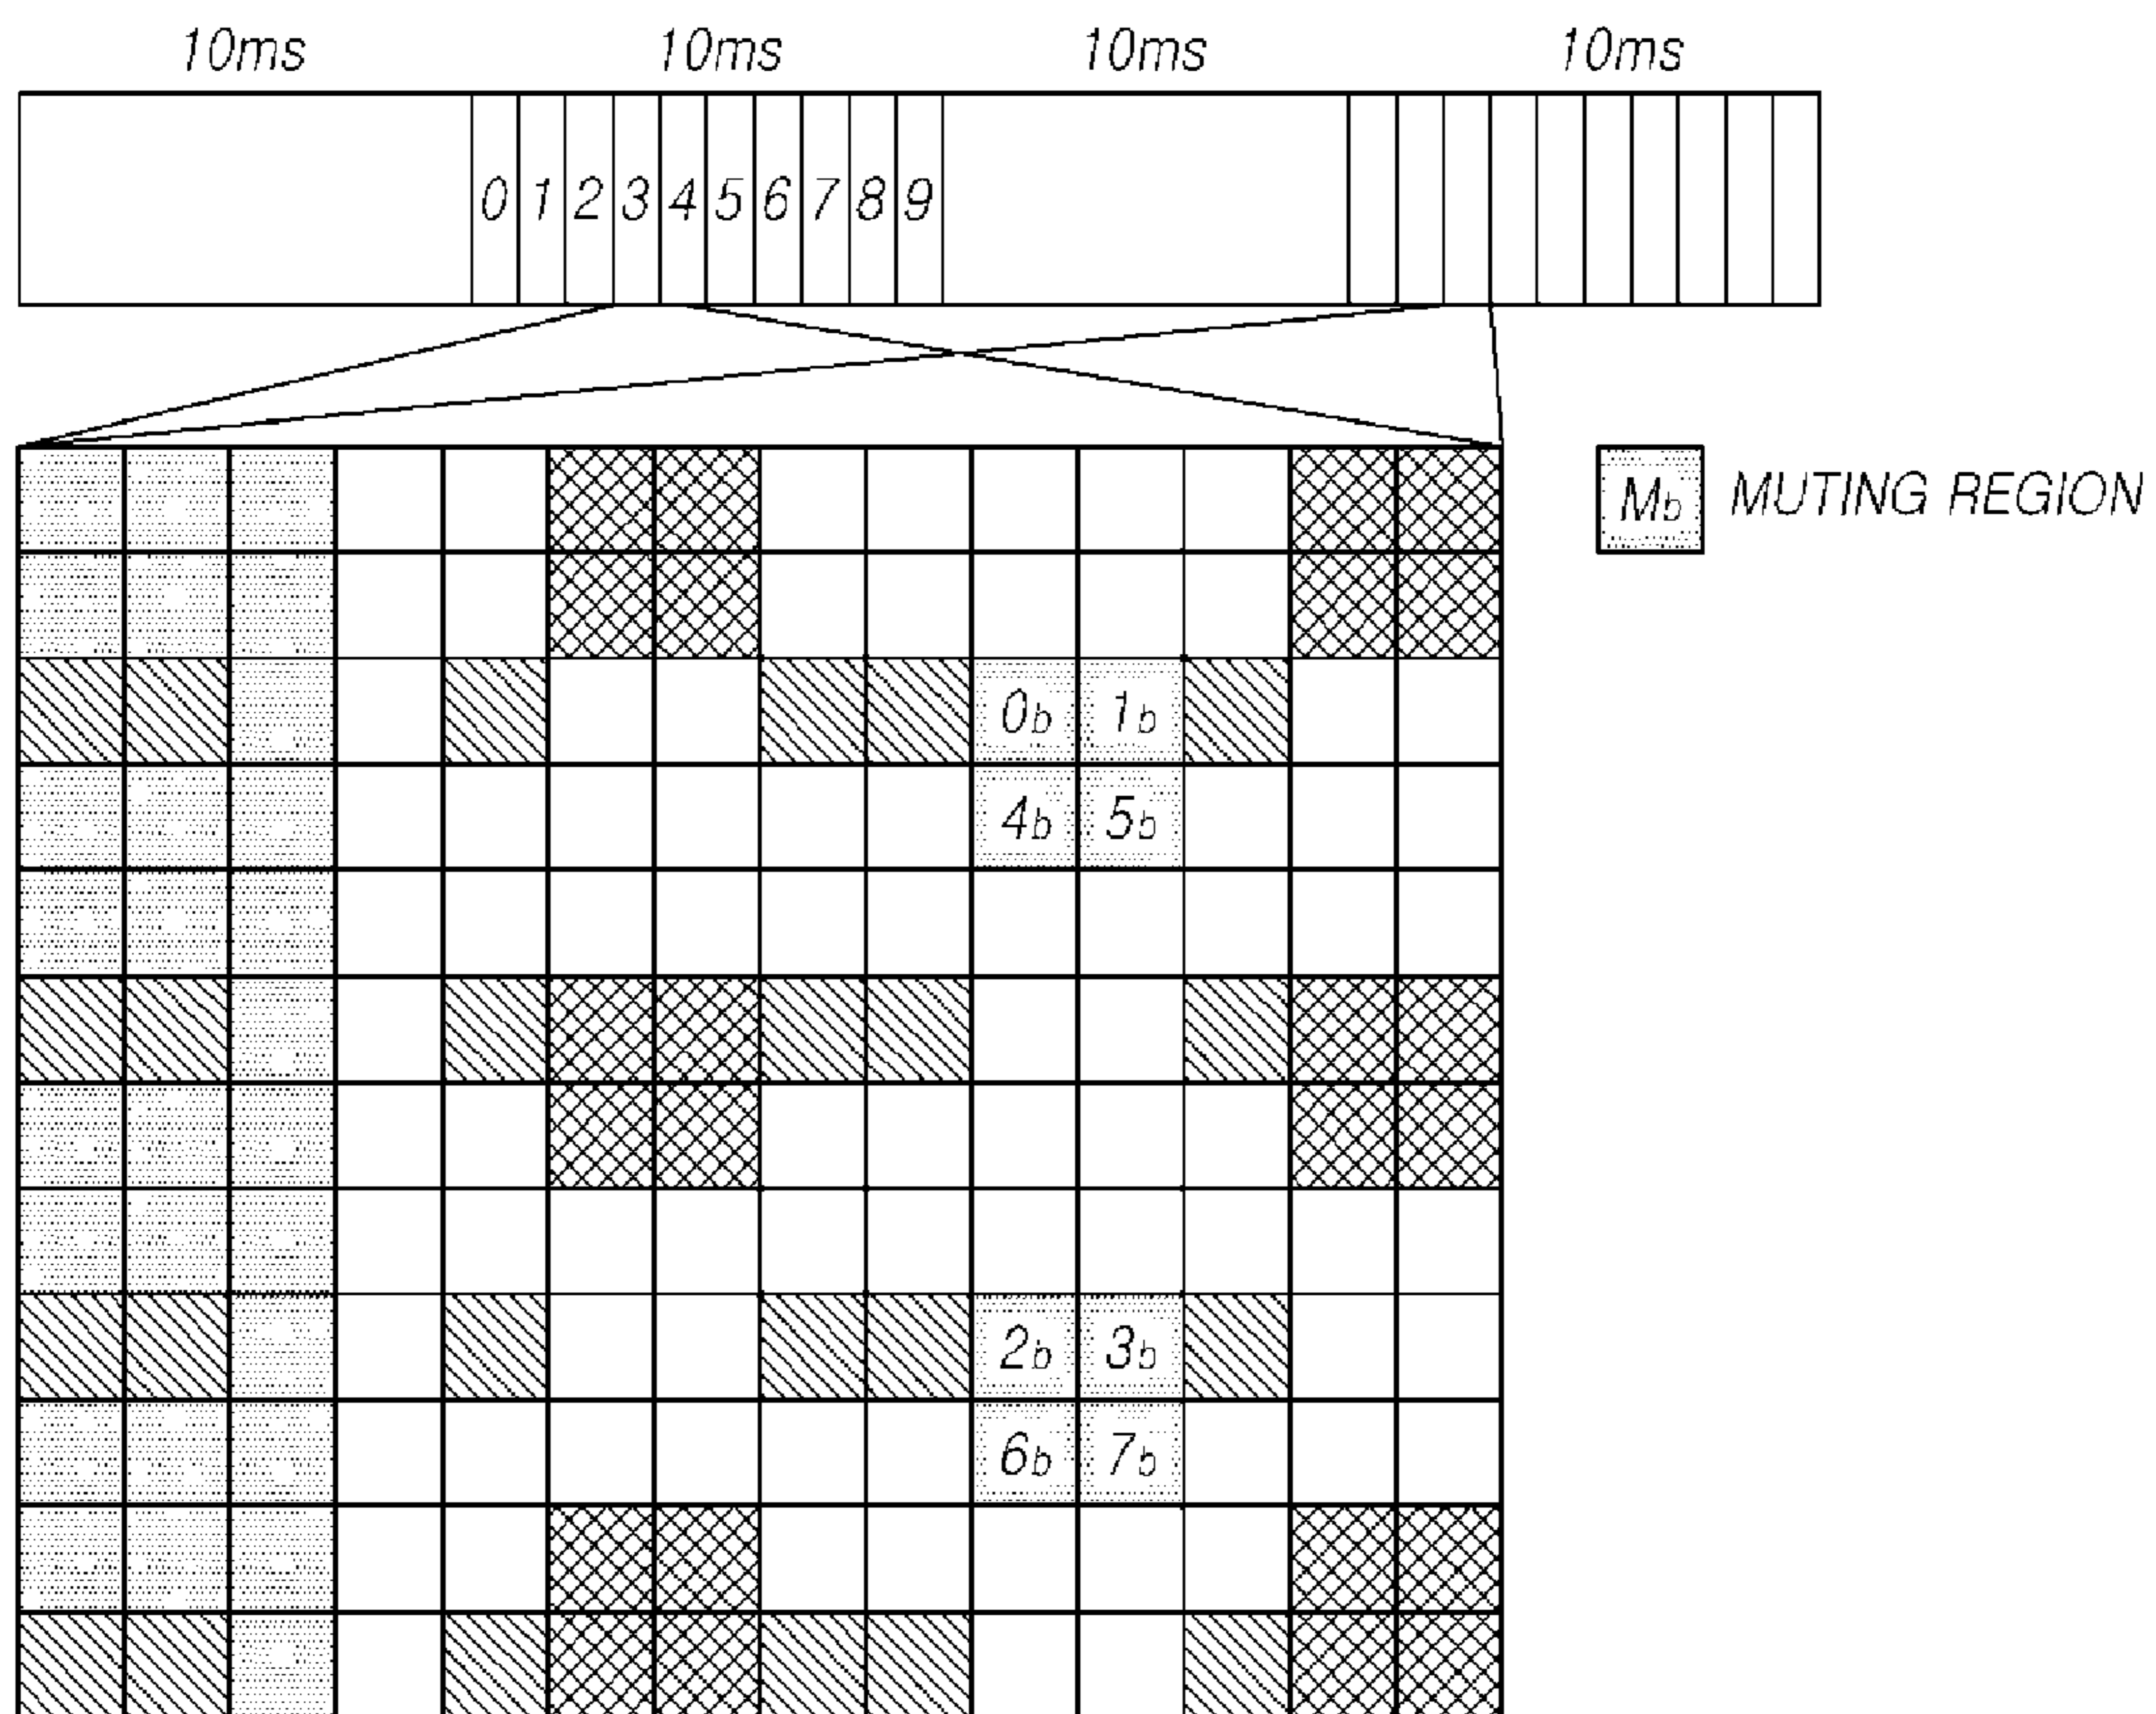 10ms 10ms 10ms 10ms
0 1 2 3 4 5 6 7 8 9
Mb MUTING REGION
0b 1b
4b 5b
2b 3b
6b 7b